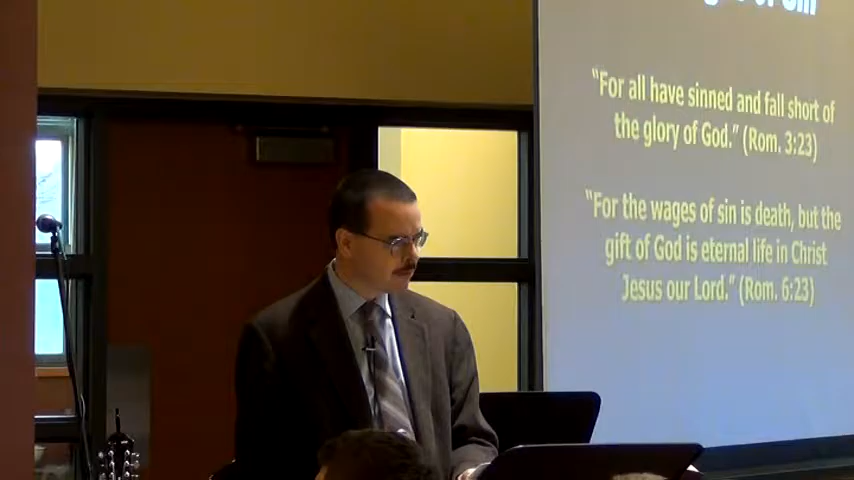 of Sin
“For all have sinned and fall short of
the glory of God.” (Rom. 3:23)
“For the wages of sin is death, but the
gift of God is eternal life in Christ
Jesus our Lord.” (Rom. 6:23)